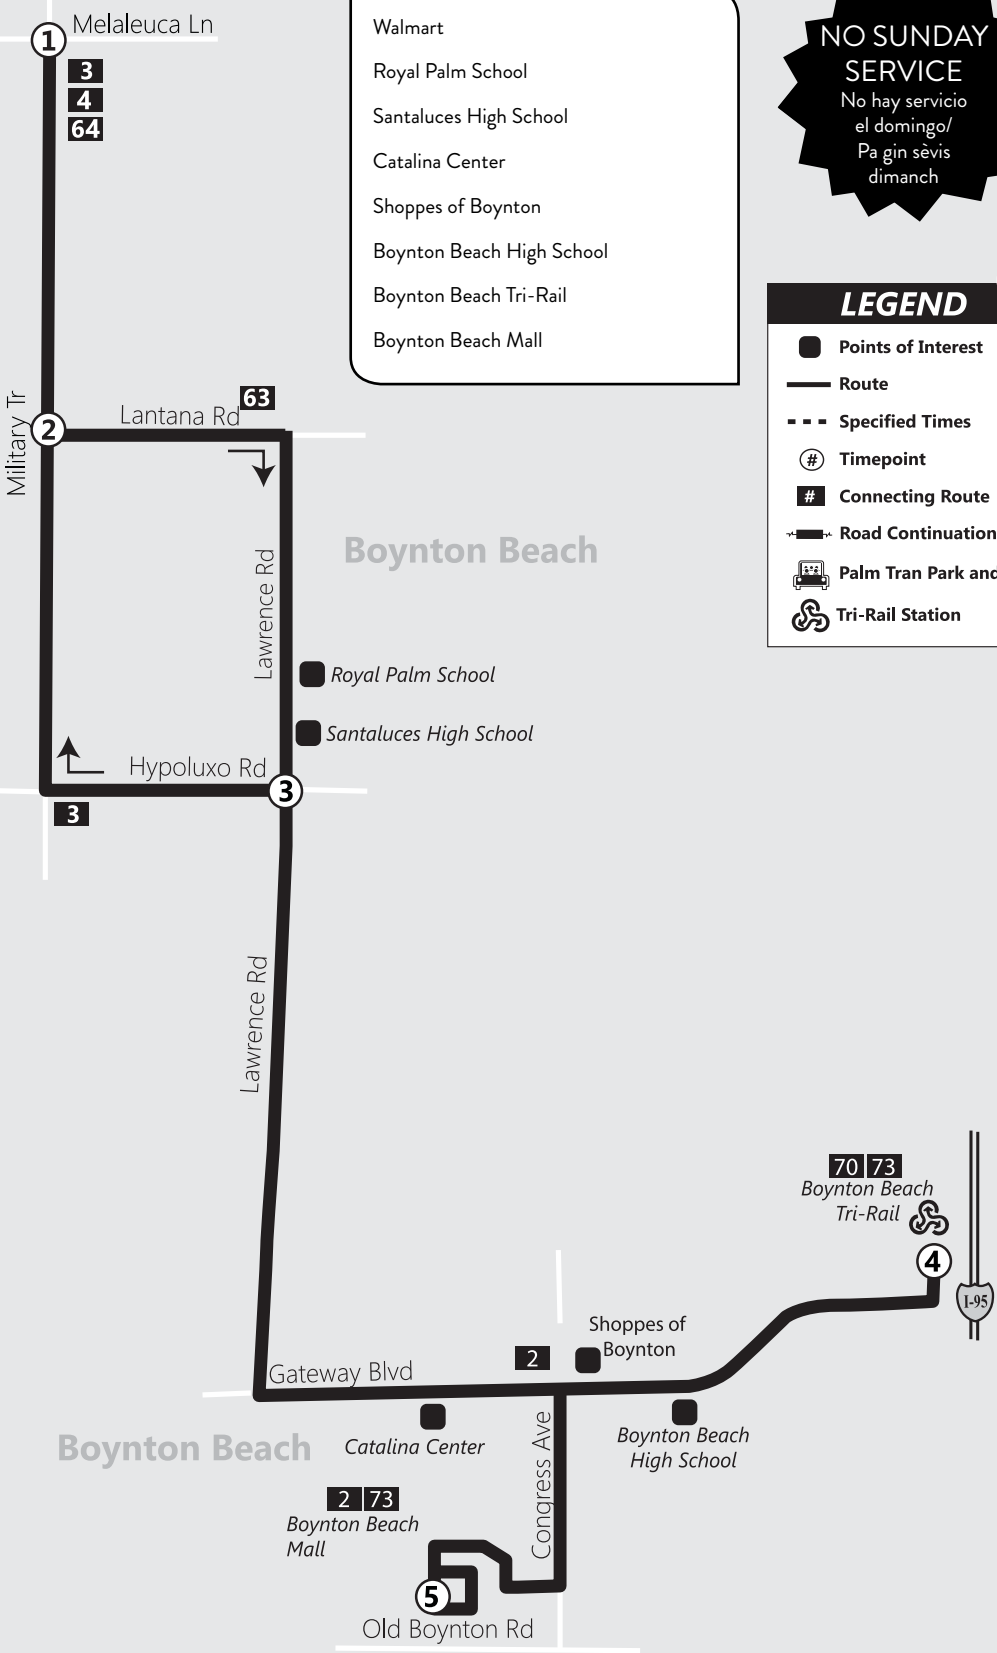 Melaleuca Ln
1
3
4
64
Walmart
Royal Palm School
Santaluces High School
Catalina Center
Shoppes of Boynton
Boynton Beach High School
Boynton Beach Tri-Rail
Boynton Beach Mall
NO SUNDAY
SERVICE
No hay servicio
el domingo/
Pa gin sèvis
dimanch
LEGEND
Points of Interest
Route
Specified Times
# Timepoint
# Connecting Route
Road Continuation
Palm Tran Park and
Tri-Rail Station
Military Tr
2
Lantana Rd
63
Lawrence Rd
Boynton Beach
Royal Palm School
Santaluces High School
Hypoluxo Rd
3
3
Lawrence Rd
70 73
Boynton Beach
Tri-Rail
4
I-95
Shoppes of
Boynton
2
Gateway Blvd
Boynton Beach
Catalina Center
Congress Ave
Boynton Beach
High School
2 73
Boynton Beach
Mall
5
Old Boynton Rd